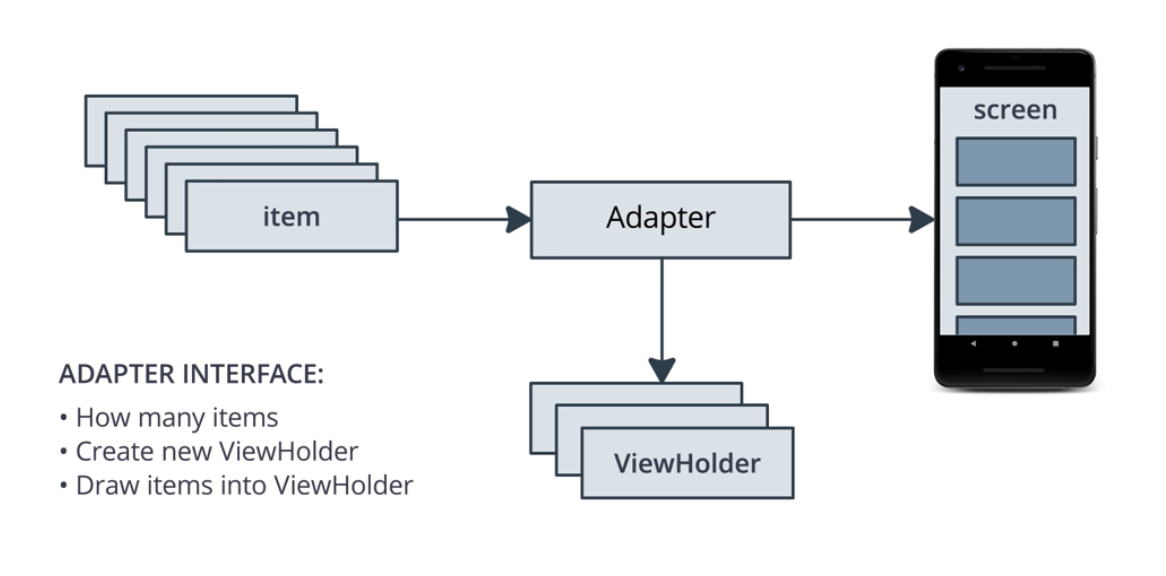 screen
item
Adapter
ADAPTER INTERFACE:
• How many items
• Create new ViewHolder
• Draw items into ViewHolder
ViewHolder